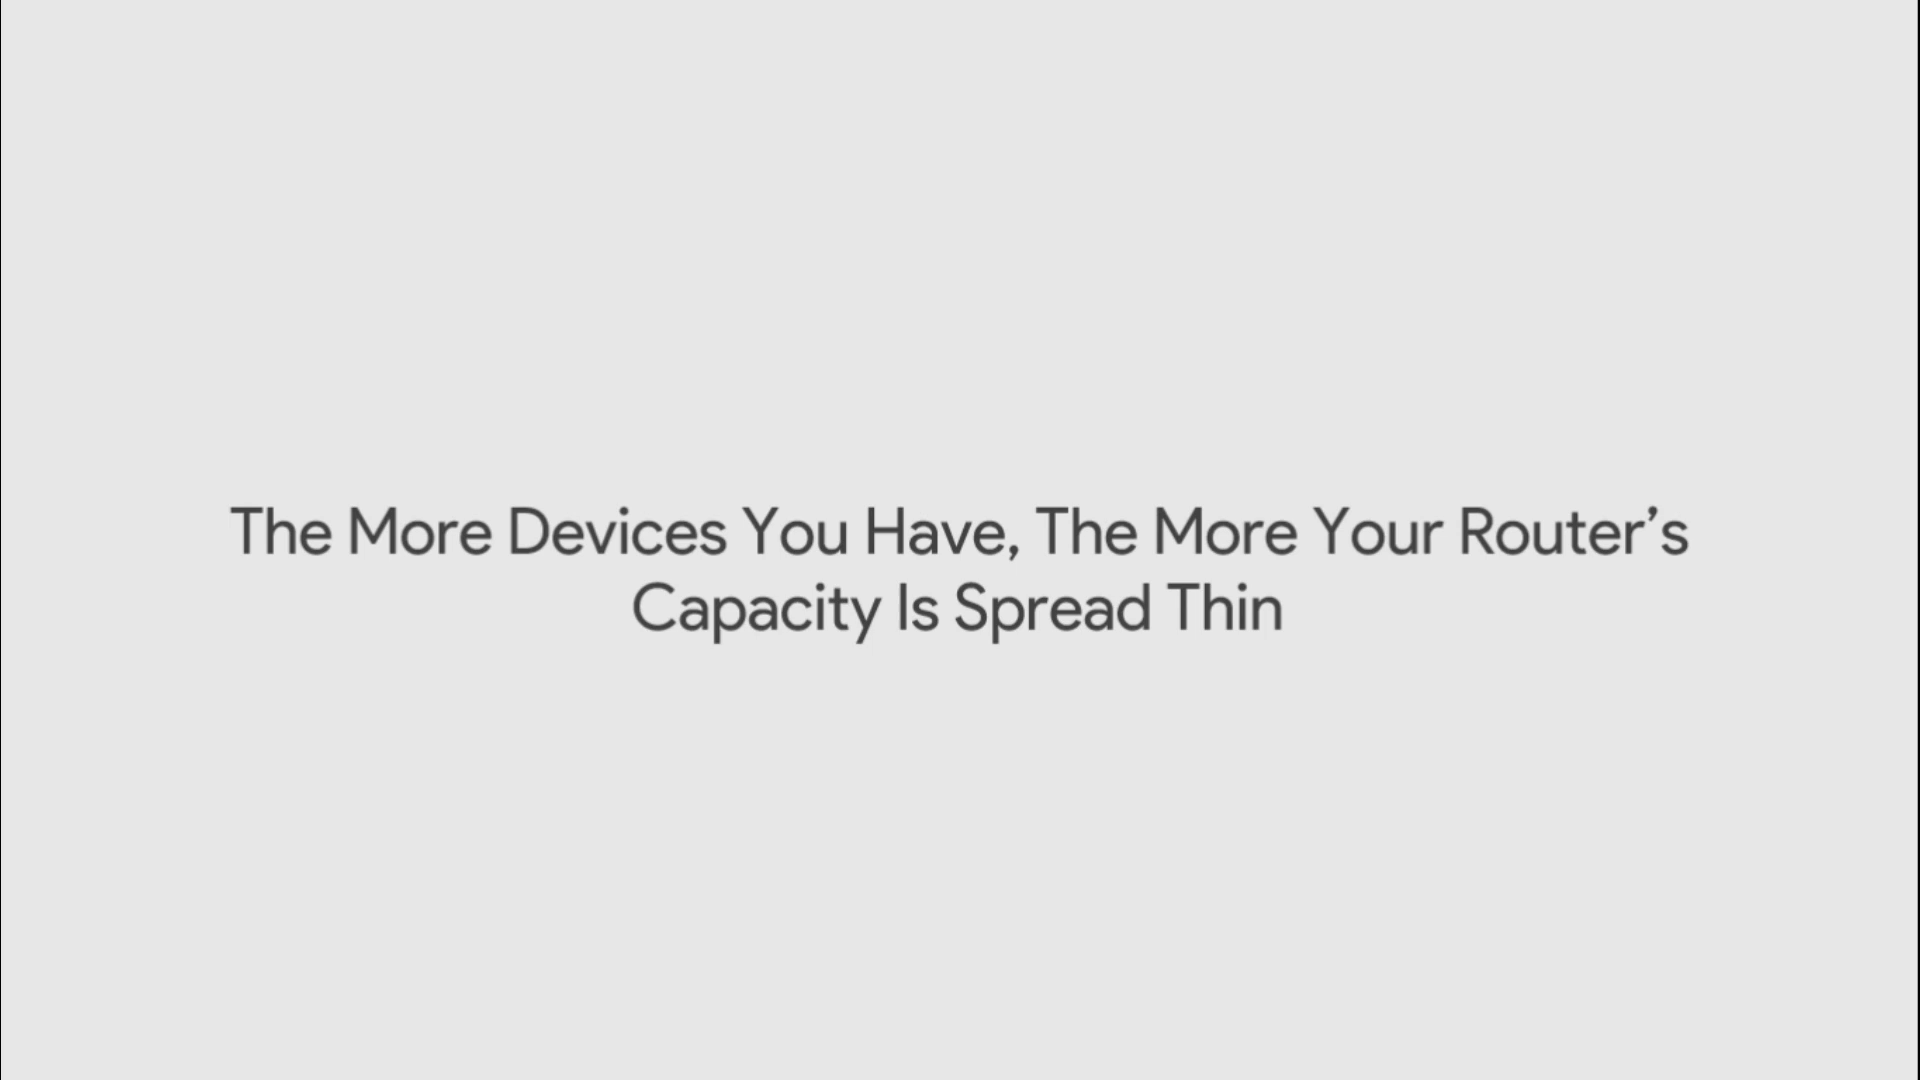 The More Devices You Have, The More Your Router’s
Capacity Is Spread Thin